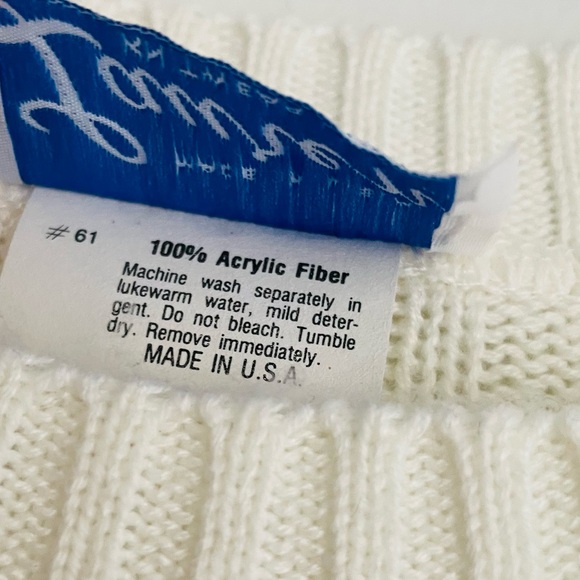 # 61
100% Acrylic Fiber
Machine wash separately in
lukewarm water, mild deter-
gent. Do not bleach. Tumble
dry. Remove immediately.
MADE IN U.S.A.